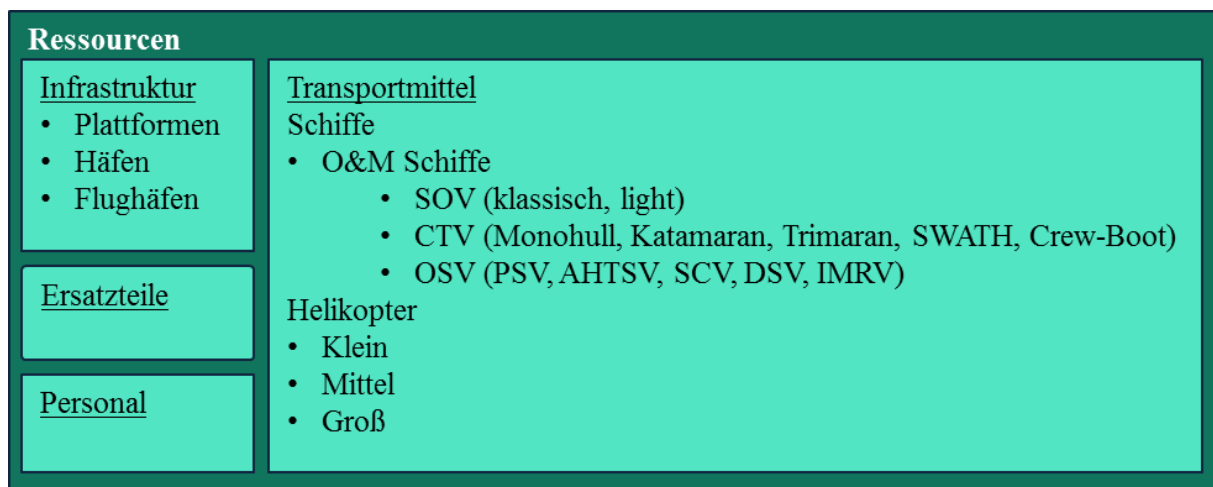 Ressourcen
Infrastruktur
• Plattformen
• Häfen
• Flughäfen
Ersatzteile
Personal
Transportmittel
Schiffe
• O&M Schiffe
• SOV (klassisch, light)
• CTV (Monohull, Katamaran, Trimaran, SWATH, Crew-Boot)
• OSV (PSV, AHTSV, SCV, DSV, IMRV)
Helikopter
• Klein
• Mittel
• Groß